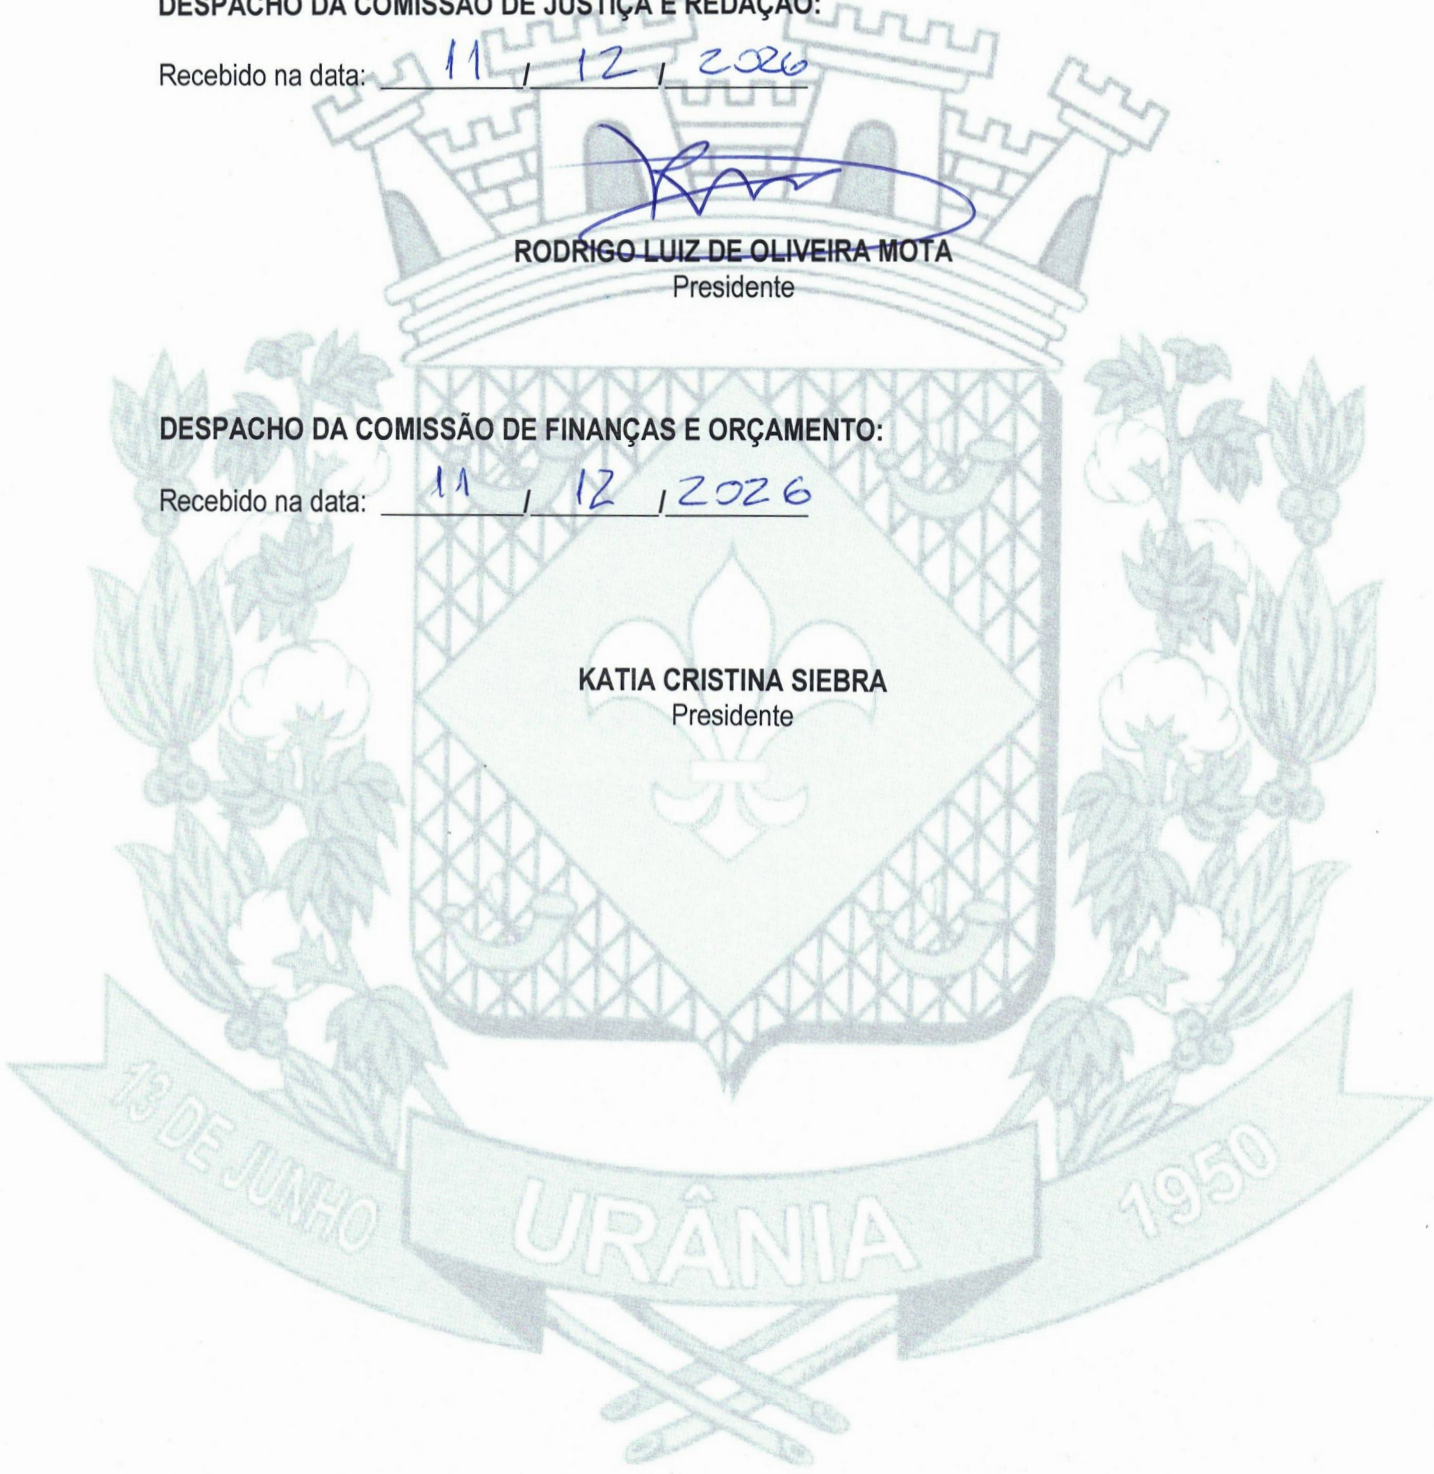 DESPACHO DA COMISSÃO DE JUSTIÇA E REDAÇÃO:
Recebido na data: 11 / 12 / 2026
RODRIGO LUIZ DE OLIVEIRA MOTA
Presidente
DESPACHO DA COMISSÃO DE FINANÇAS E ORÇAMENTO:
Recebido na data: 11 / 12 / 2026
KATIA CRISTINA SIEBRA
Presidente
13 DE JUNHO
URÂNIA
1950